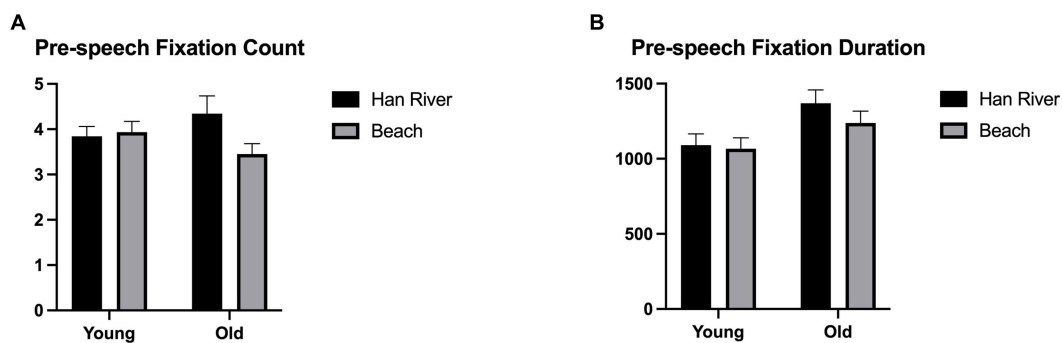 A
Pre-speech Fixation Count
5
4
3
2
1
0
Young
Old
Han River
Beach
B
Pre-speech Fixation Duration
1500
1000
500
0
Young
Old
Han River
Beach